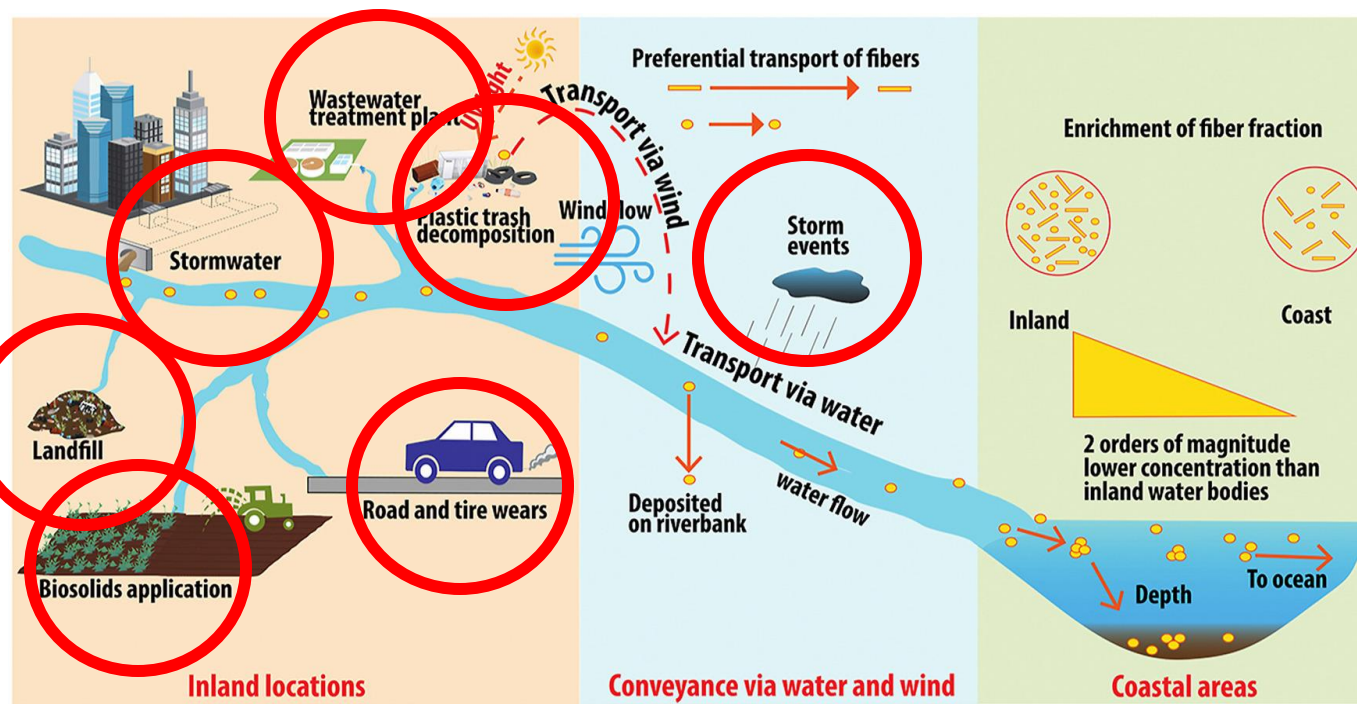 Wastewater
treatment plant
Sunlight
Plastic trash
decomposition
Stormwater
Landfill
Biosolids application
Road and tire wears
Inland locations
Preferential transport of fibers
Transport via wind
Wind flow
Storm
events
Transport via water
water flow
Deposited
on riverbank
Conveyance via water and wind
Enrichment of fiber fraction
Inland
Coast
2 orders of magnitude
lower concentration than
inland water bodies
To ocean
Depth
Coastal areas